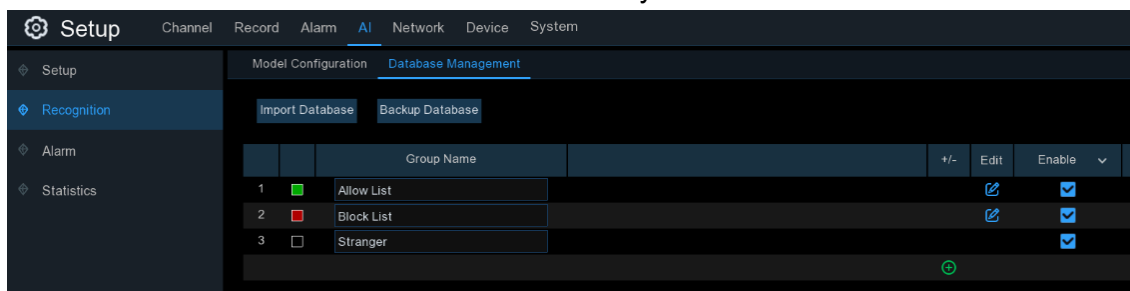 Setup Channel Record Alarm AI Network Device System
Setup
Model Configuration Database Management
Recognition
Import Database Backup Database
Alarm
Group Name +/- Edit Enable
Statistics
1 Allow List
2 Block List
3 Stranger